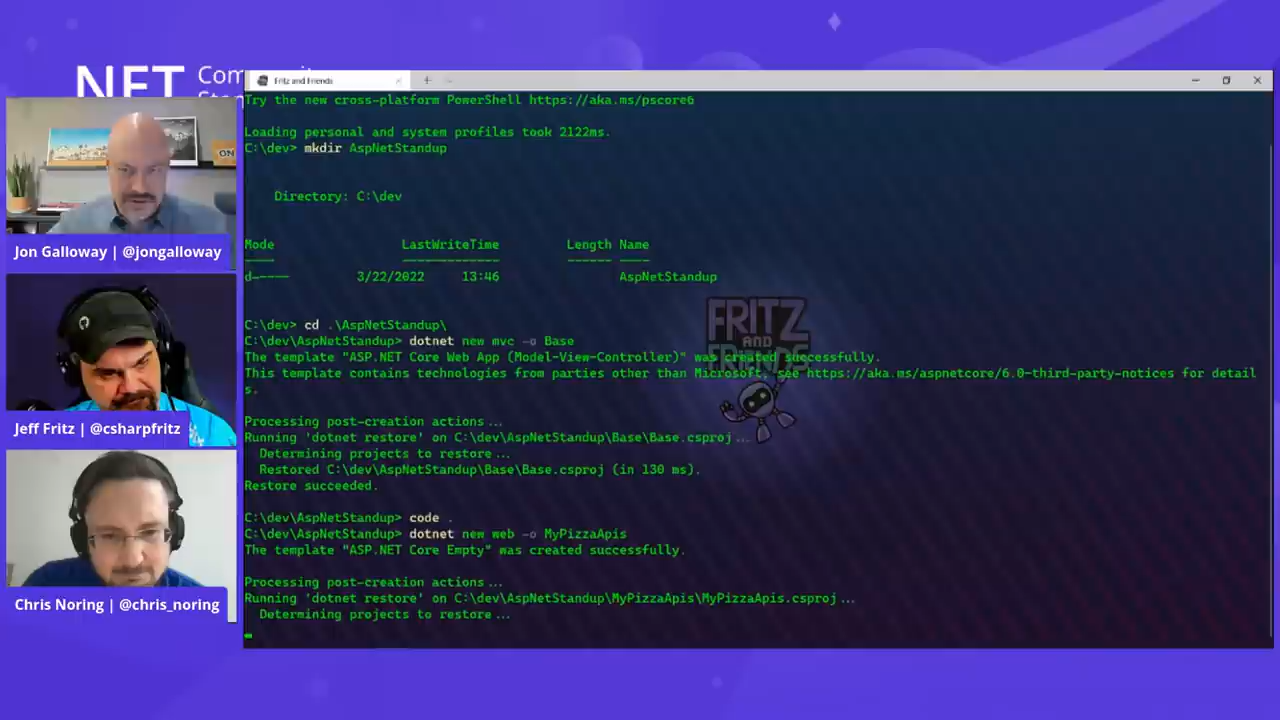 .NET Com
Fritz and Friends
Try the new cross-platform PowerShell https://aka.ms/pscore6
Loading personal and system profiles took 2122ms.
C:\dev> mkdir AspNetStandup
Directory: C:\dev
Mode LastWriteTime Length Name
---- ------------- ------ ----
d----- 3/22/2022 13:46 AspNetStandup
C:\dev> cd .\AspNetStandup\
C:\dev\AspNetStandup> dotnet new mvc -o Base
The template "ASP.NET Core Web App (Model-View-Controller)" was created successfully.
This template contains technologies from parties other than Microsoft, see https://aka.ms/aspnetcore/6.0-third-party-notices for detail
s.
Processing post-creation actions...
Running 'dotnet restore' on C:\dev\AspNetStandup\Base\Base.csproj...
Determining projects to restore...
Restored C:\dev\AspNetStandup\Base\Base.csproj (in 130 ms).
Restore succeeded.
C:\dev\AspNetStandup> code .
C:\dev\AspNetStandup> dotnet new web -o MyPizzaApis
The template "ASP.NET Core Empty" was created successfully.
Processing post-creation actions...
Running 'dotnet restore' on C:\dev\AspNetStandup\MyPizzaApis\MyPizzaApis.csproj...
Determining projects to restore...
FRITZ
AND
FRIENDS
ON
Jon Galloway | @jongalloway
Jeff Fritz | @csharpfritz
Chris Noring | @chris_noring